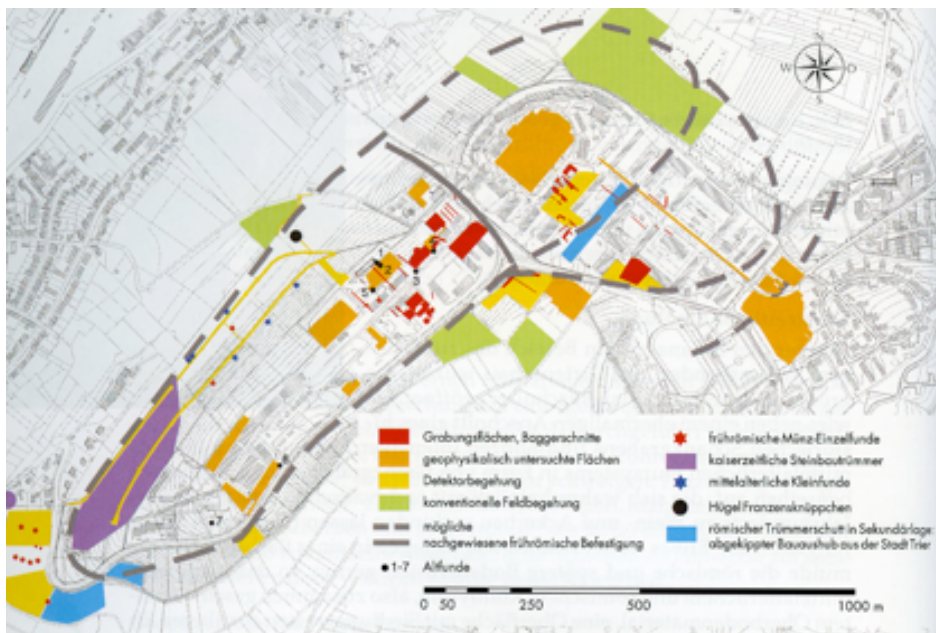 N
W
O
S
1
2
3
5
7
Grabungsflächen, Baggerschnitte
geophysikalisch untersuchte Flächen
Detektorbegehung
konventionelle Feldbegehung
mögliche
nachgewiesene frührömische Befestigung
1-7 Altfunde
frührömische Münz-Einzelfunde
kaiserzeitliche Steinbautrümmer
mittelalterliche Kleinfunde
Hügel Franzensknüppchen
römischer Trümmerschutt in Sekundärlage:
abgekippter Bauaushub aus der Stadt Trier
0 50 250 500 1000 m